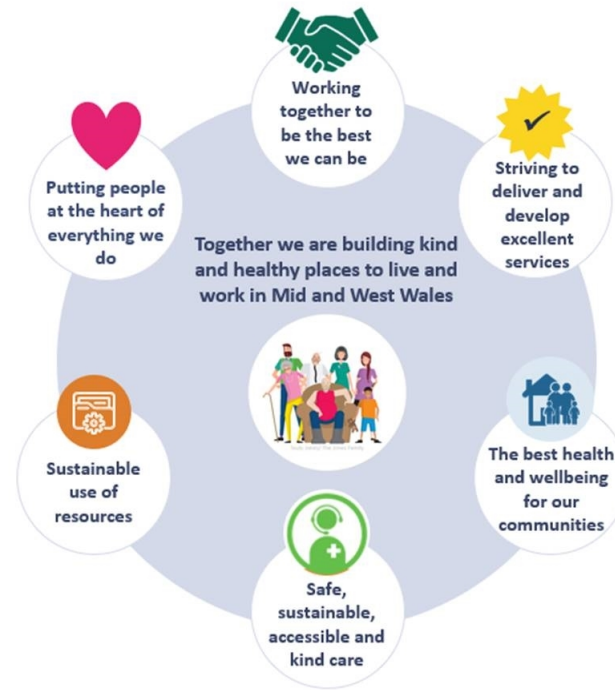 Working
together to
be the best
we can be
Striving to
deliver and
develop
excellent
services
Putting people
at the heart of
everything we
do
Together we are building kind
and healthy places to live and
work in Mid and West Wales
The best health
and wellbeing
for our
communities
Sustainable
use of
resources
Safe,
sustainable,
accessible and
kind care